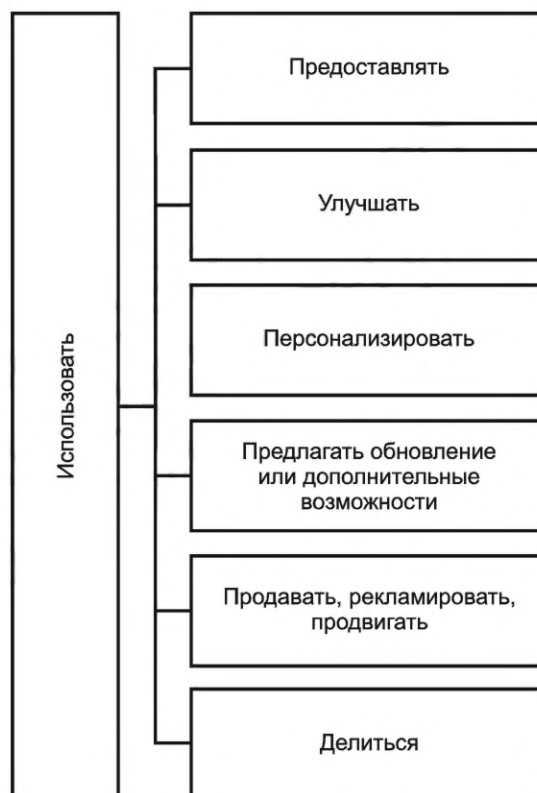 Использовать
Предоставлять
Улучшать
Персонализировать
Предлагать обновление
или дополнительные
возможности
Продавать, рекламировать,
продвигать
Делиться